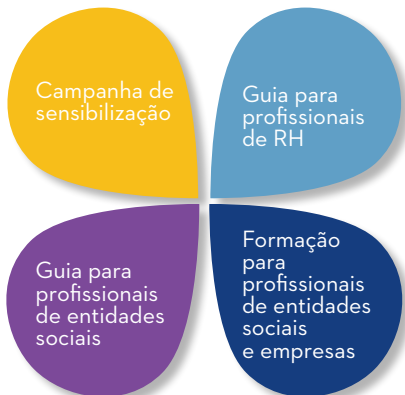 Campanha de
sensibilização
Guia para
profissionais
de RH
Guia para
profissionais
de entidades
sociais
Formação
para
profissionais
de entidades
sociais
e empresas